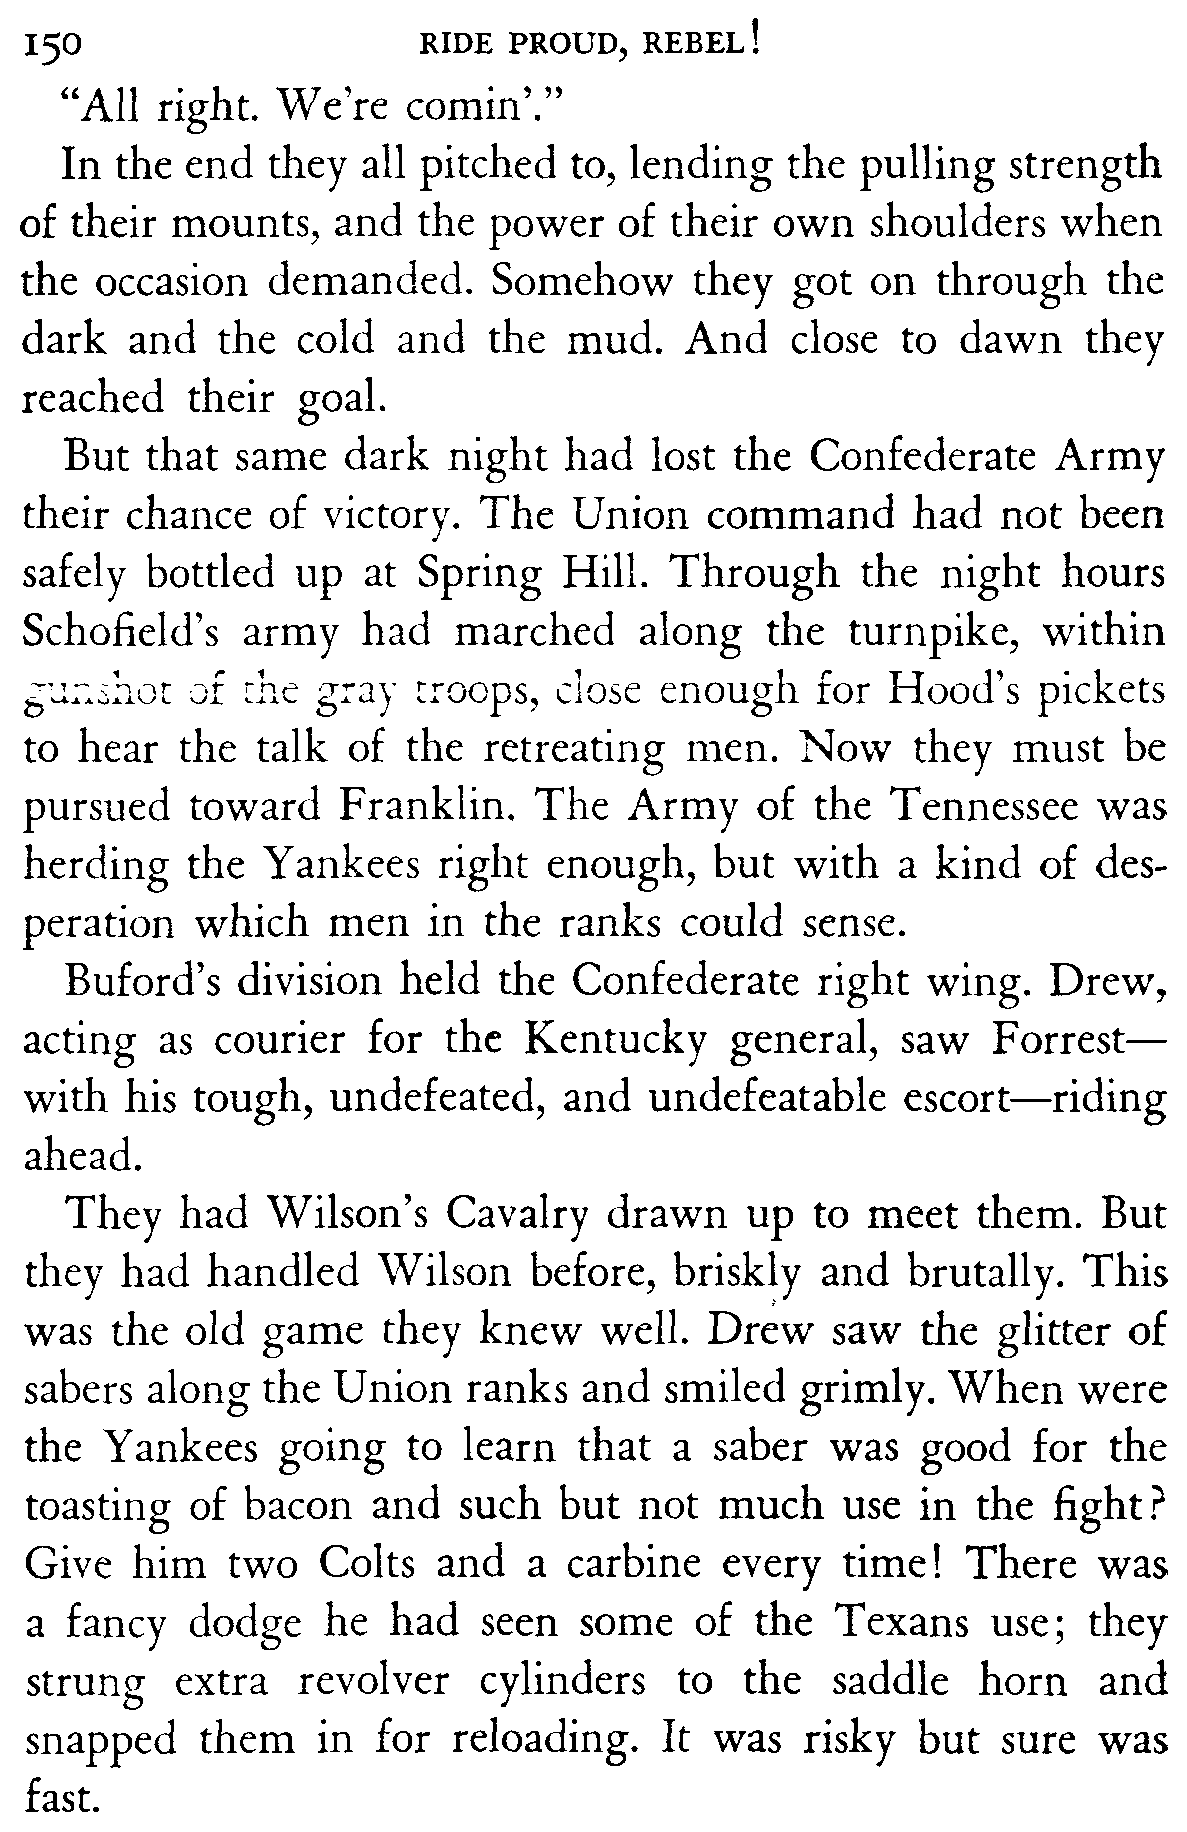 150 RIDE PROUD, REBEL!
“All right. We’re comin’.”
In the end they all pitched to, lending the pulling strength
of their mounts, and the power of their own shoulders when
the occasion demanded. Somehow they got on through the
dark and the cold and the mud. And close to dawn they
reached their goal.
But that same dark night had lost the Confederate Army
their chance of victory. The Union command had not been
safely bottled up at Spring Hill. Through the night hours
Schofield’s army had marched along the turnpike, within
gunshot of the gray troops, close enough for Hood’s pickets
to hear the talk of the retreating men. Now they must be
pursued toward Franklin. The Army of the Tennessee was
herding the Yankees right enough, but with a kind of des-
peration which men in the ranks could sense.
Buford’s division held the Confederate right wing. Drew,
acting as courier for the Kentucky general, saw Forrest—
with his tough, undefeated, and undefeatable escort—riding
ahead.
They had Wilson’s Cavalry drawn up to meet them. But
they had handled Wilson before, briskly and brutally. This
was the old game they knew well. Drew saw the glitter of
sabers along the Union ranks and smiled grimly. When were
the Yankees going to learn that a saber was good for the
toasting of bacon and such but not much use in the fight?
Give him two Colts and a carbine every time! There was
a fancy dodge he had seen some of the Texans use; they
strung extra revolver cylinders to the saddle horn and
snapped them in for reloading. It was risky but sure was
fast.